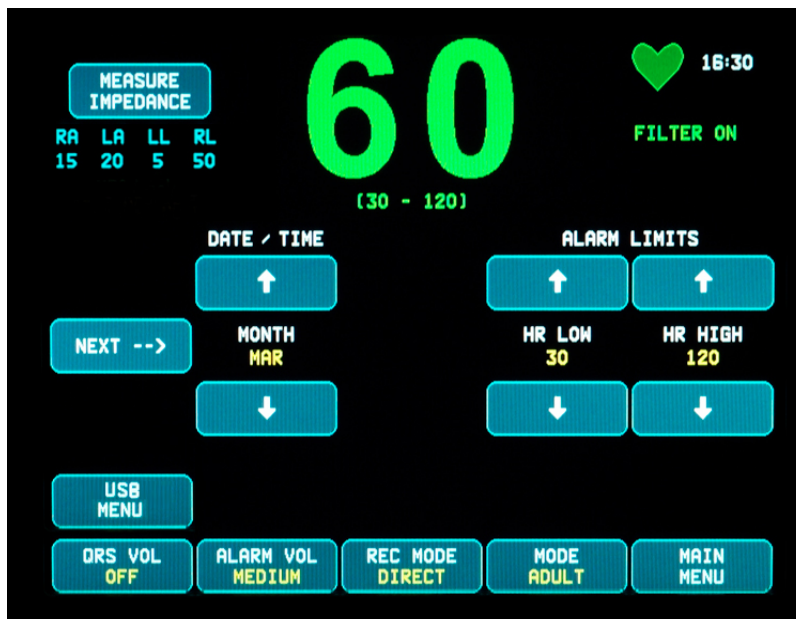 MEASURE
IMPEDANCE
RA LA LL RL
15 20 5 50
60
(30 - 120)
16:30
FILTER ON
DATE / TIME
ALARM LIMITS
NEXT -->
MONTH
MAR
HR LOW
30
HR HIGH
120
USB
MENU
QRS VOL
OFF
ALARM VOL
MEDIUM
REC MODE
DIRECT
MODE
ADULT
MAIN
MENU